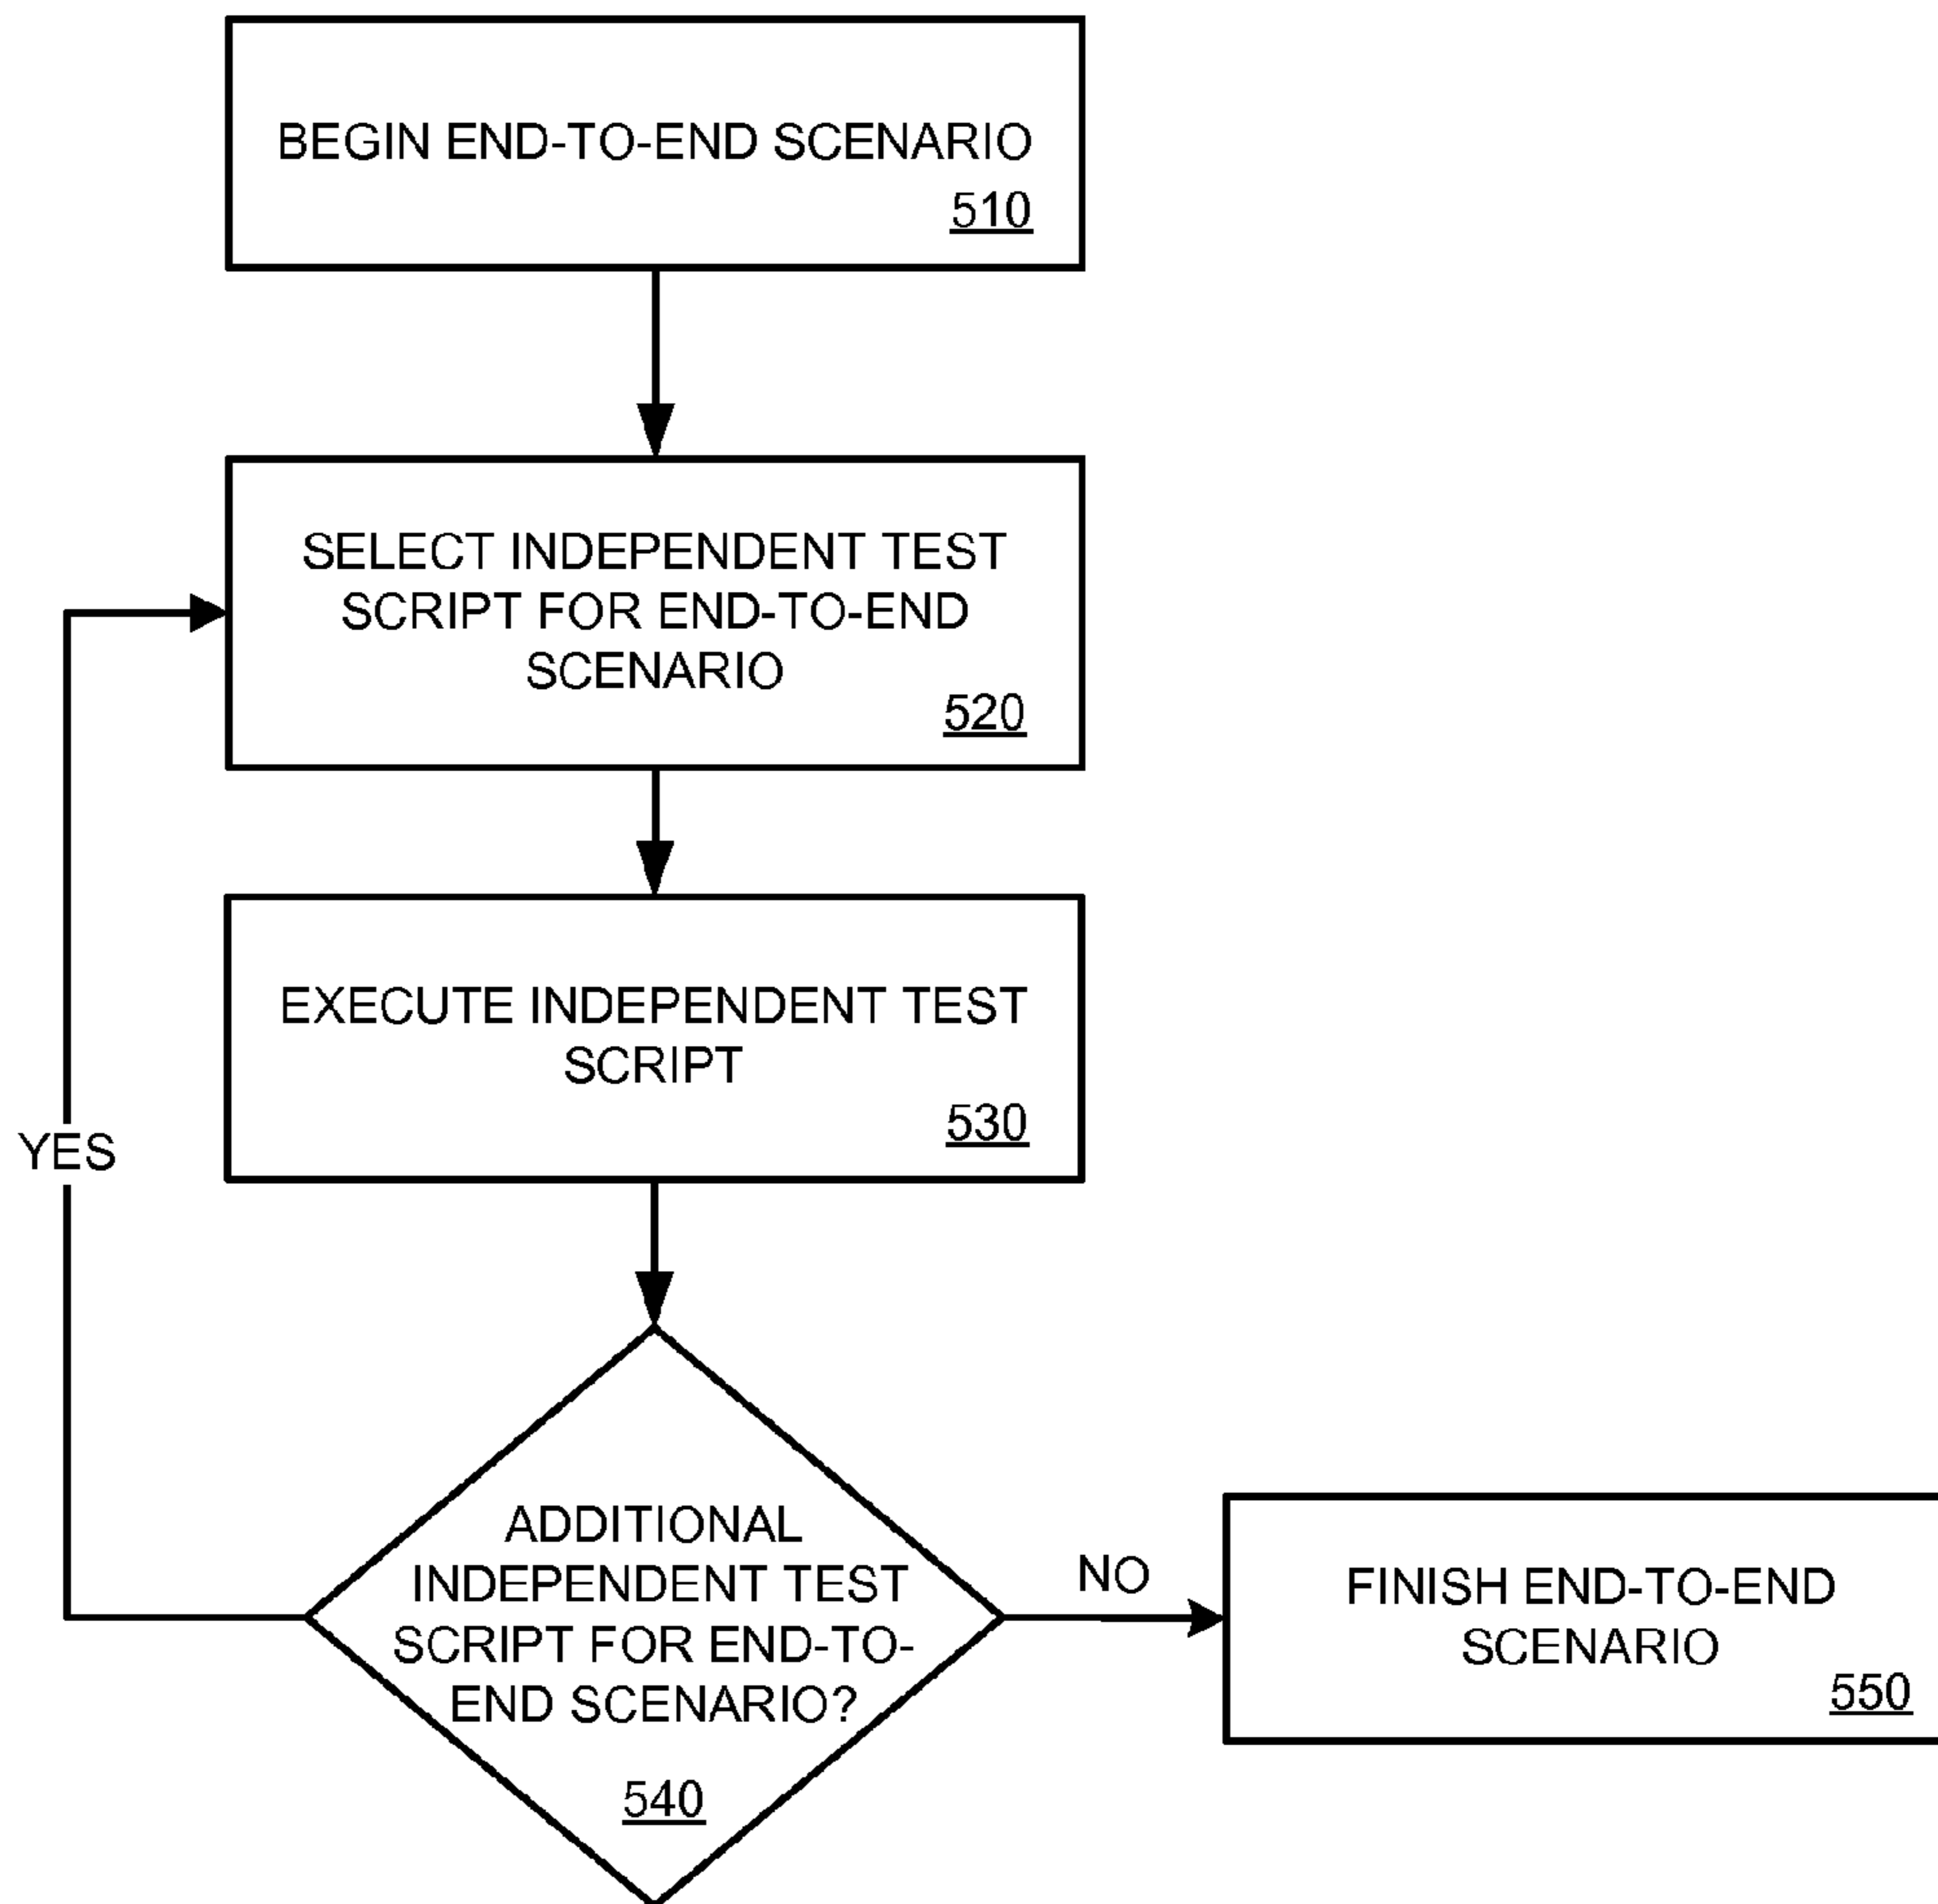 BEGIN END-TO-END SCENARIO
510
SELECT INDEPENDENT TEST
SCRIPT FOR END-TO-END
SCENARIO
520
EXECUTE INDEPENDENT TEST
SCRIPT
530
YES
ADDITIONAL
INDEPENDENT TEST
SCRIPT FOR END-TO-
END SCENARIO?
540
NO
FINISH END-TO-END
SCENARIO
550